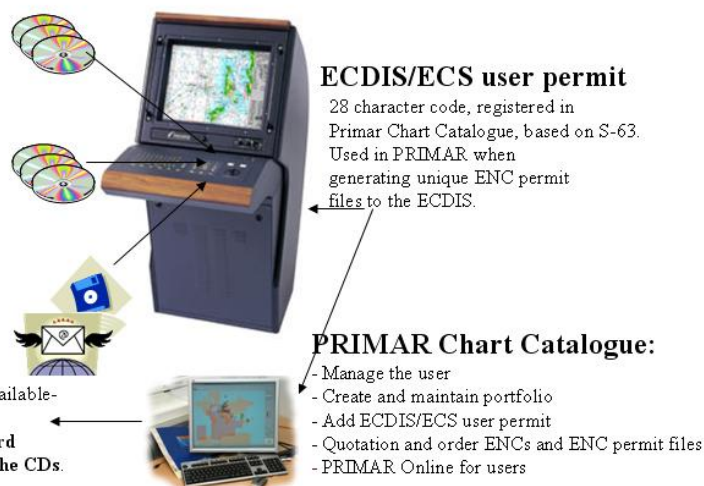 ECDIS/ECS user permit
28 character code, registered in
Primar Chart Catalogue, based on S-63.
Used in PRIMAR when
generating unique ENC permit
files to the ECDIS.
PRIMAR Chart Catalogue:
- Manage the user
- Create and maintain portfolio
- Add ECDIS/ECS user permit
- Quotation and order ENCs and ENC permit files
- PRIMAR Online for users
he CDs.